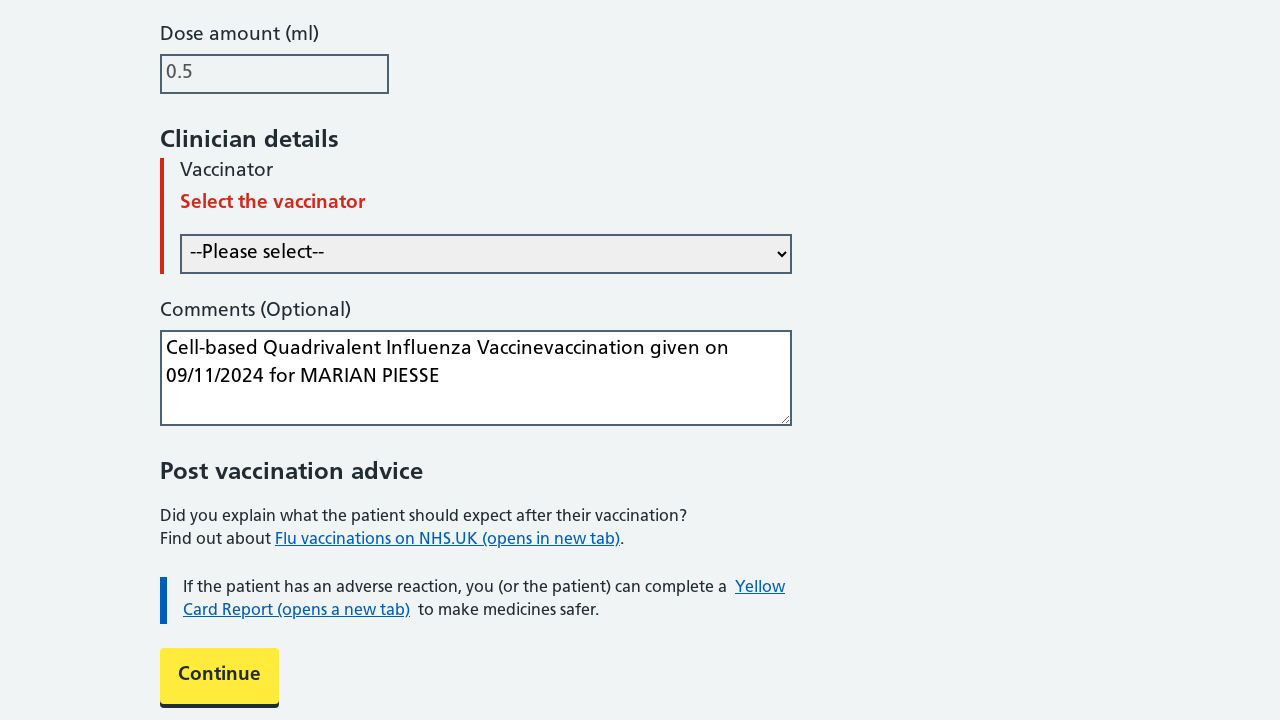 Dose amount (ml)
0.5
Clinician details
Vaccinator
Select the vaccinator
--Please select--
Comments (Optional)
Cell-based Quadrivalent Influenza Vaccinevaccination given on
09/11/2024 for MARIAN PIESSE
Post vaccination advice
Did you explain what the patient should expect after their vaccination?
Find out about Flu vaccinations on NHS.UK (opens in new tab).
If the patient has an adverse reaction, you (or the patient) can complete a Yellow
Card Report (opens a new tab) to make medicines safer.
Continue